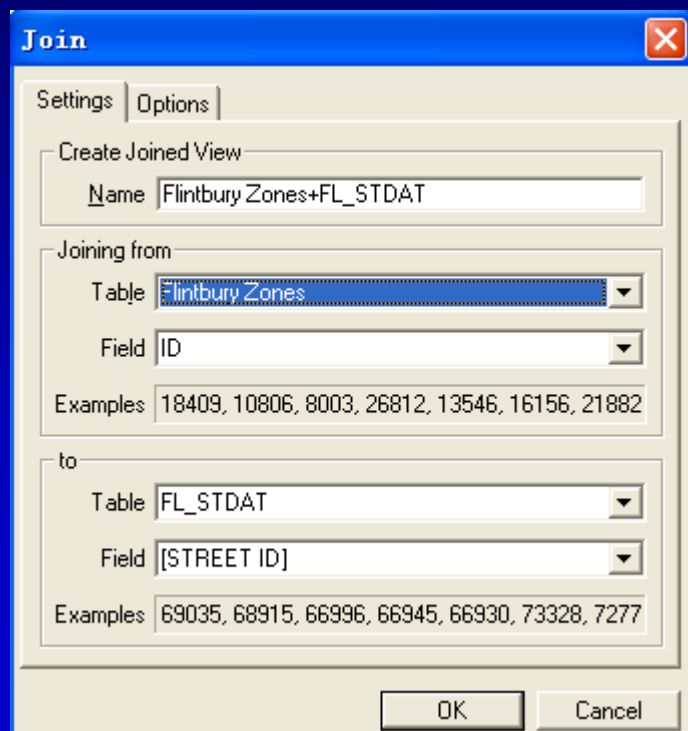 Join
Settings
Options
Create Joined View
Name Flintbury Zones+FL_STDAT
Joining from
Table Flintbury Zones
Field ID
Examples 18409, 10806, 8003, 26812, 13546, 16156, 21882
to
Table FL_STDAT
Field [STREET ID]
Examples 69035, 68915, 66996, 66945, 66930, 73328, 7277
OK
Cancel